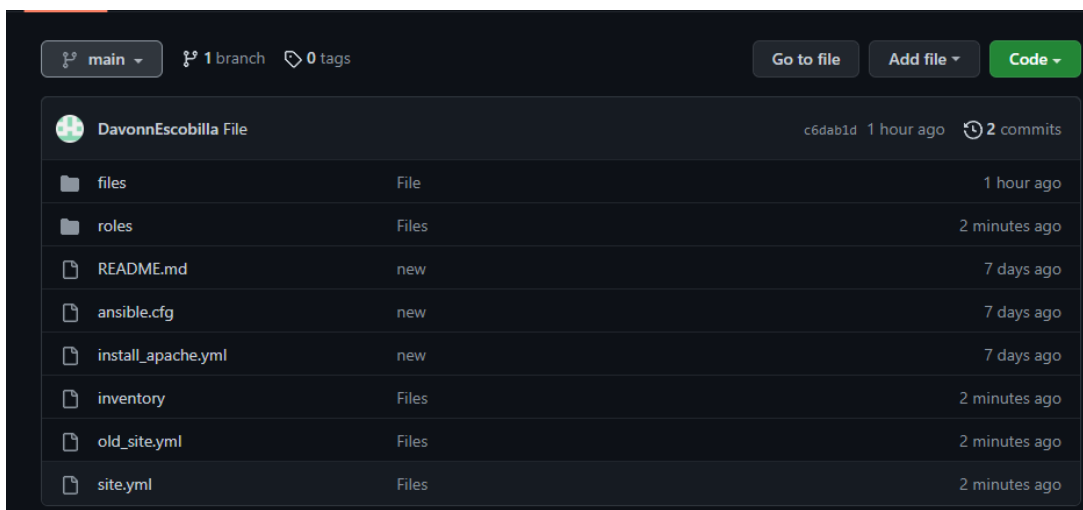 main 1 branch 0 tags Go to file Add file Code
DavonnEscobilla File c6dab1d 1 hour ago 2 commits
files File 1 hour ago
roles Files 2 minutes ago
README.md new 7 days ago
ansible.cfg new 7 days ago
install_apache.yml new 7 days ago
inventory Files 2 minutes ago
old_site.yml Files 2 minutes ago
site.yml Files 2 minutes ago